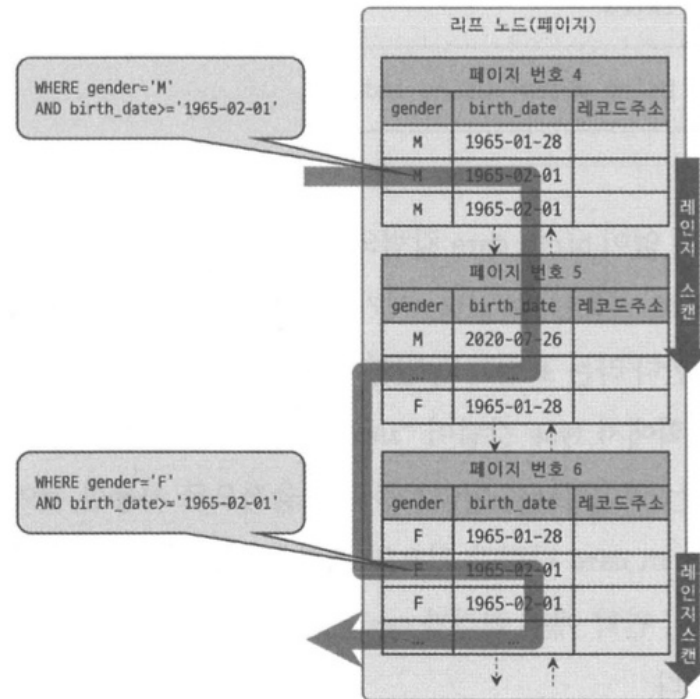 리프 노드(페이지)
WHERE gender='M'
AND birth_date>='1965-02-01'
페이지 번호 4
gender birth_date 레코드주소
M 1965-01-28
M 1965-02-01
M 1965-02-01
레인지 스캔
페이지 번호 5
gender birth_date 레코드주소
M 2020-07-26
... ...
F 1965-01-28
WHERE gender='F'
AND birth_date>='1965-02-01'
페이지 번호 6
gender birth_date 레코드주소
F 1965-01-28
F 1965-02-01
F 1965-02-01
... ...
레인지 스캔